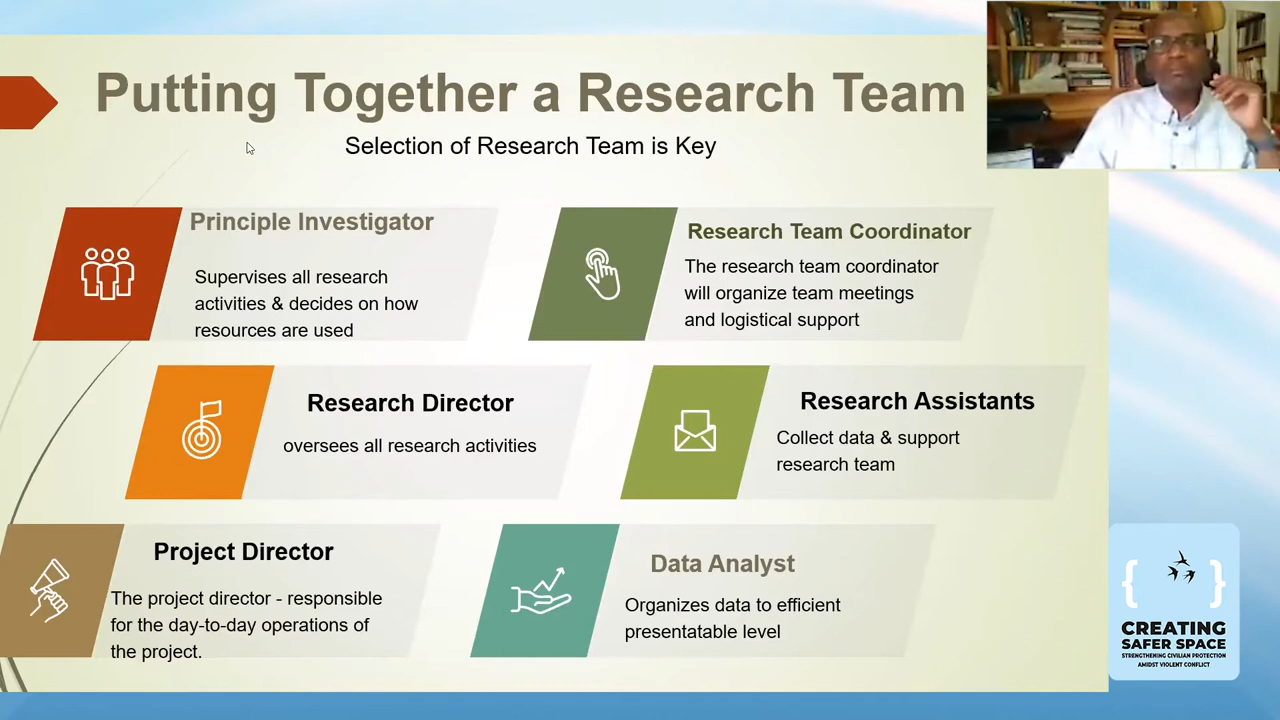 Putting Together a Research Team
Selection of Research Team is Key
Principle Investigator
Supervises all research
activities & decides on how
resources are used
Research Team Coordinator
The research team coordinator
will organize team meetings
and logistical support
Research Director
oversees all research activities
Research Assistants
Collect data & support
research team
Project Director
The project director - responsible
for the day-to-day operations of
the project.
Data Analyst
Organizes data to efficient
presentatable level
CREATING
SAFER SPACE
STRENGTHENING CIVILIAN PROTECTION
AMIDST VIOLENT CONFLICT